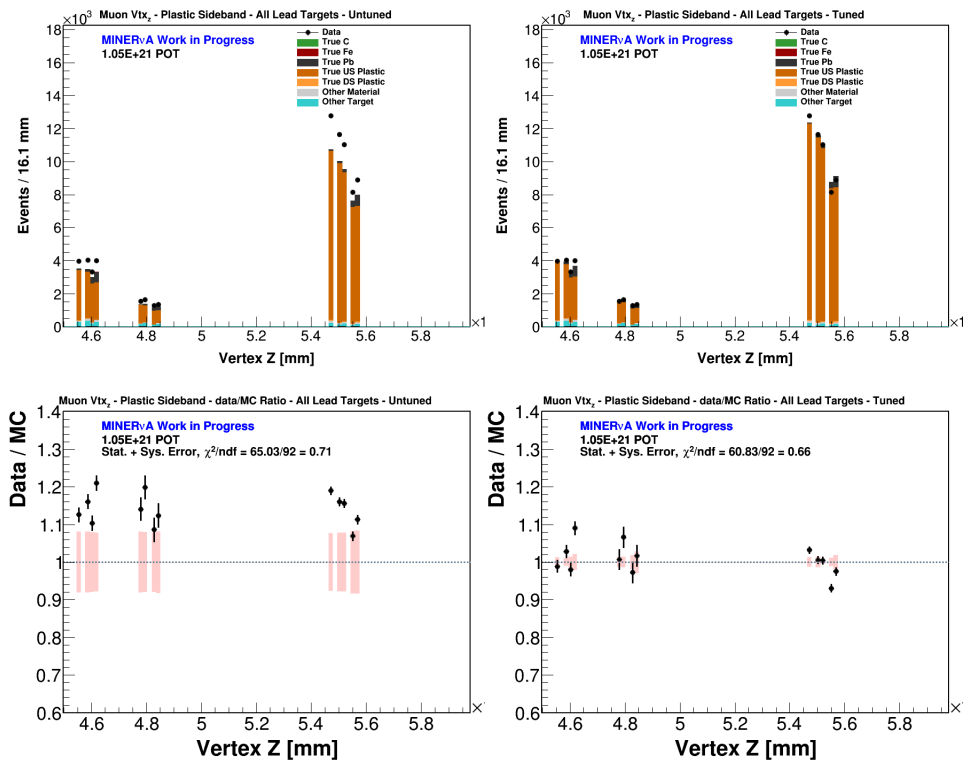 Muon Vtxz - Plastic Sideband - All Lead Targets - Untuned
×10³
MINERνA Work in Progress
1.05E+21 POT
Data
True C
True Fe
True Pb
True US Plastic
True DS Plastic
Other Material
Other Target
Events / 16.1 mm
18
16
14
12
10
8
6
4
2
0
4.6 4.8 5 5.2 5.4 5.6 5.8
×1
Vertex Z [mm]
Muon Vtxz - Plastic Sideband - All Lead Targets - Tuned
×10³
MINERνA Work in Progress
1.05E+21 POT
Data
True C
True Fe
True Pb
True US Plastic
True DS Plastic
Other Material
Other Target
Events / 16.1 mm
18
16
14
12
10
8
6
4
2
0
4.6 4.8 5 5.2 5.4 5.6 5.8
×1
Vertex Z [mm]
Muon Vtxz - Plastic Sideband - data/MC Ratio - All Lead Targets - Untuned
MINERνA Work in Progress
1.05E+21 POT
Stat. + Sys. Error, χ²/ndf = 65.03/92 = 0.71
Data / MC
1.4
1.3
1.2
1.1
1
0.9
0.8
0.7
0.6
4.6 4.8 5 5.2 5.4 5.6 5.8
×
Vertex Z [mm]
Muon Vtxz - Plastic Sideband - data/MC Ratio - All Lead Targets - Tuned
MINERνA Work in Progress
1.05E+21 POT
Stat. + Sys. Error, χ²/ndf = 60.83/92 = 0.66
Data / MC
1.4
1.3
1.2
1.1
1
0.9
0.8
0.7
0.6
4.6 4.8 5 5.2 5.4 5.6 5.8
×
Vertex Z [mm]